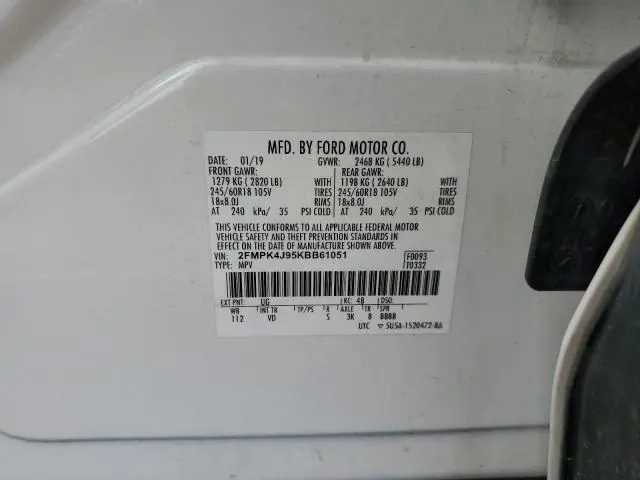 MFD. BY FORD MOTOR CO.
DATE: 01/19 GVWR: 2468 KG ( 5440 LB)
FRONT GAWR: REAR GAWR:
1279 KG ( 2820 LB) WITH 1198 KG ( 2640 LB) WITH
245/60R18 105V TIRES 245/60R18 105V TIRES
18x8.0J RIMS 18x8.0J RIMS
AT 240 kPa/ 35 PSI COLD AT 240 kPa/ 35 PSI COLD
THIS VEHICLE CONFORMS TO ALL APPLICABLE FEDERAL MOTOR
VEHICLE SAFETY AND THEFT PREVENTION STANDARDS IN
EFFECT ON THE DATE OF MANUFACTURE SHOWN ABOVE.
VIN: 2FMPK4J95KBB61051 F0093
TYPE: MPV T0332
EXT PNT: UG RC: 48 DSO:
WB INT TR TP/PS R AXLE TR SPR
112 VD S 3K 8 BBBB
UTC ▽ 5U5A-1520472-BA